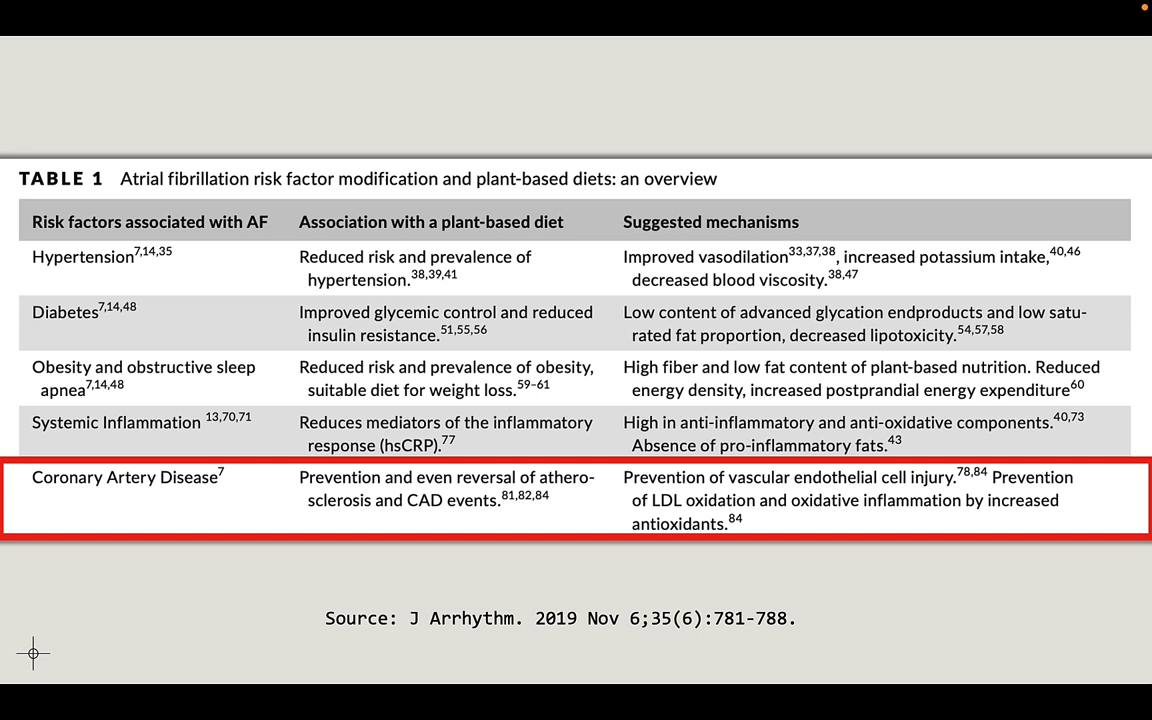 TABLE 1 Atrial fibrillation risk factor modification and plant-based diets: an overview
Risk factors associated with AF Association with a plant-based diet Suggested mechanisms
Hypertension7,14,35 Reduced risk and prevalence of Improved vasodilation33,37,38, increased potassium intake,40,46
hypertension.38,39,41 decreased blood viscosity.38,47
Diabetes7,14,48 Improved glycemic control and reduced Low content of advanced glycation endproducts and low satu-
insulin resistance.51,55,56 rated fat proportion, decreased lipotoxicity.54,57,58
Obesity and obstructive sleep Reduced risk and prevalence of obesity, High fiber and low fat content of plant-based nutrition. Reduced
apnea7,14,48 suitable diet for weight loss.59–61 energy density, increased postprandial energy expenditure60
Systemic Inflammation 13,70,71 Reduces mediators of the inflammatory High in anti-inflammatory and anti-oxidative components.40,73
response (hsCRP).77 Absence of pro-inflammatory fats.43
Coronary Artery Disease7 Prevention and even reversal of athero- Prevention of vascular endothelial cell injury.78,84 Prevention
sclerosis and CAD events.81,82,84 of LDL oxidation and oxidative inflammation by increased
antioxidants.84
Source: J Arrhythm. 2019 Nov 6;35(6):781-788.